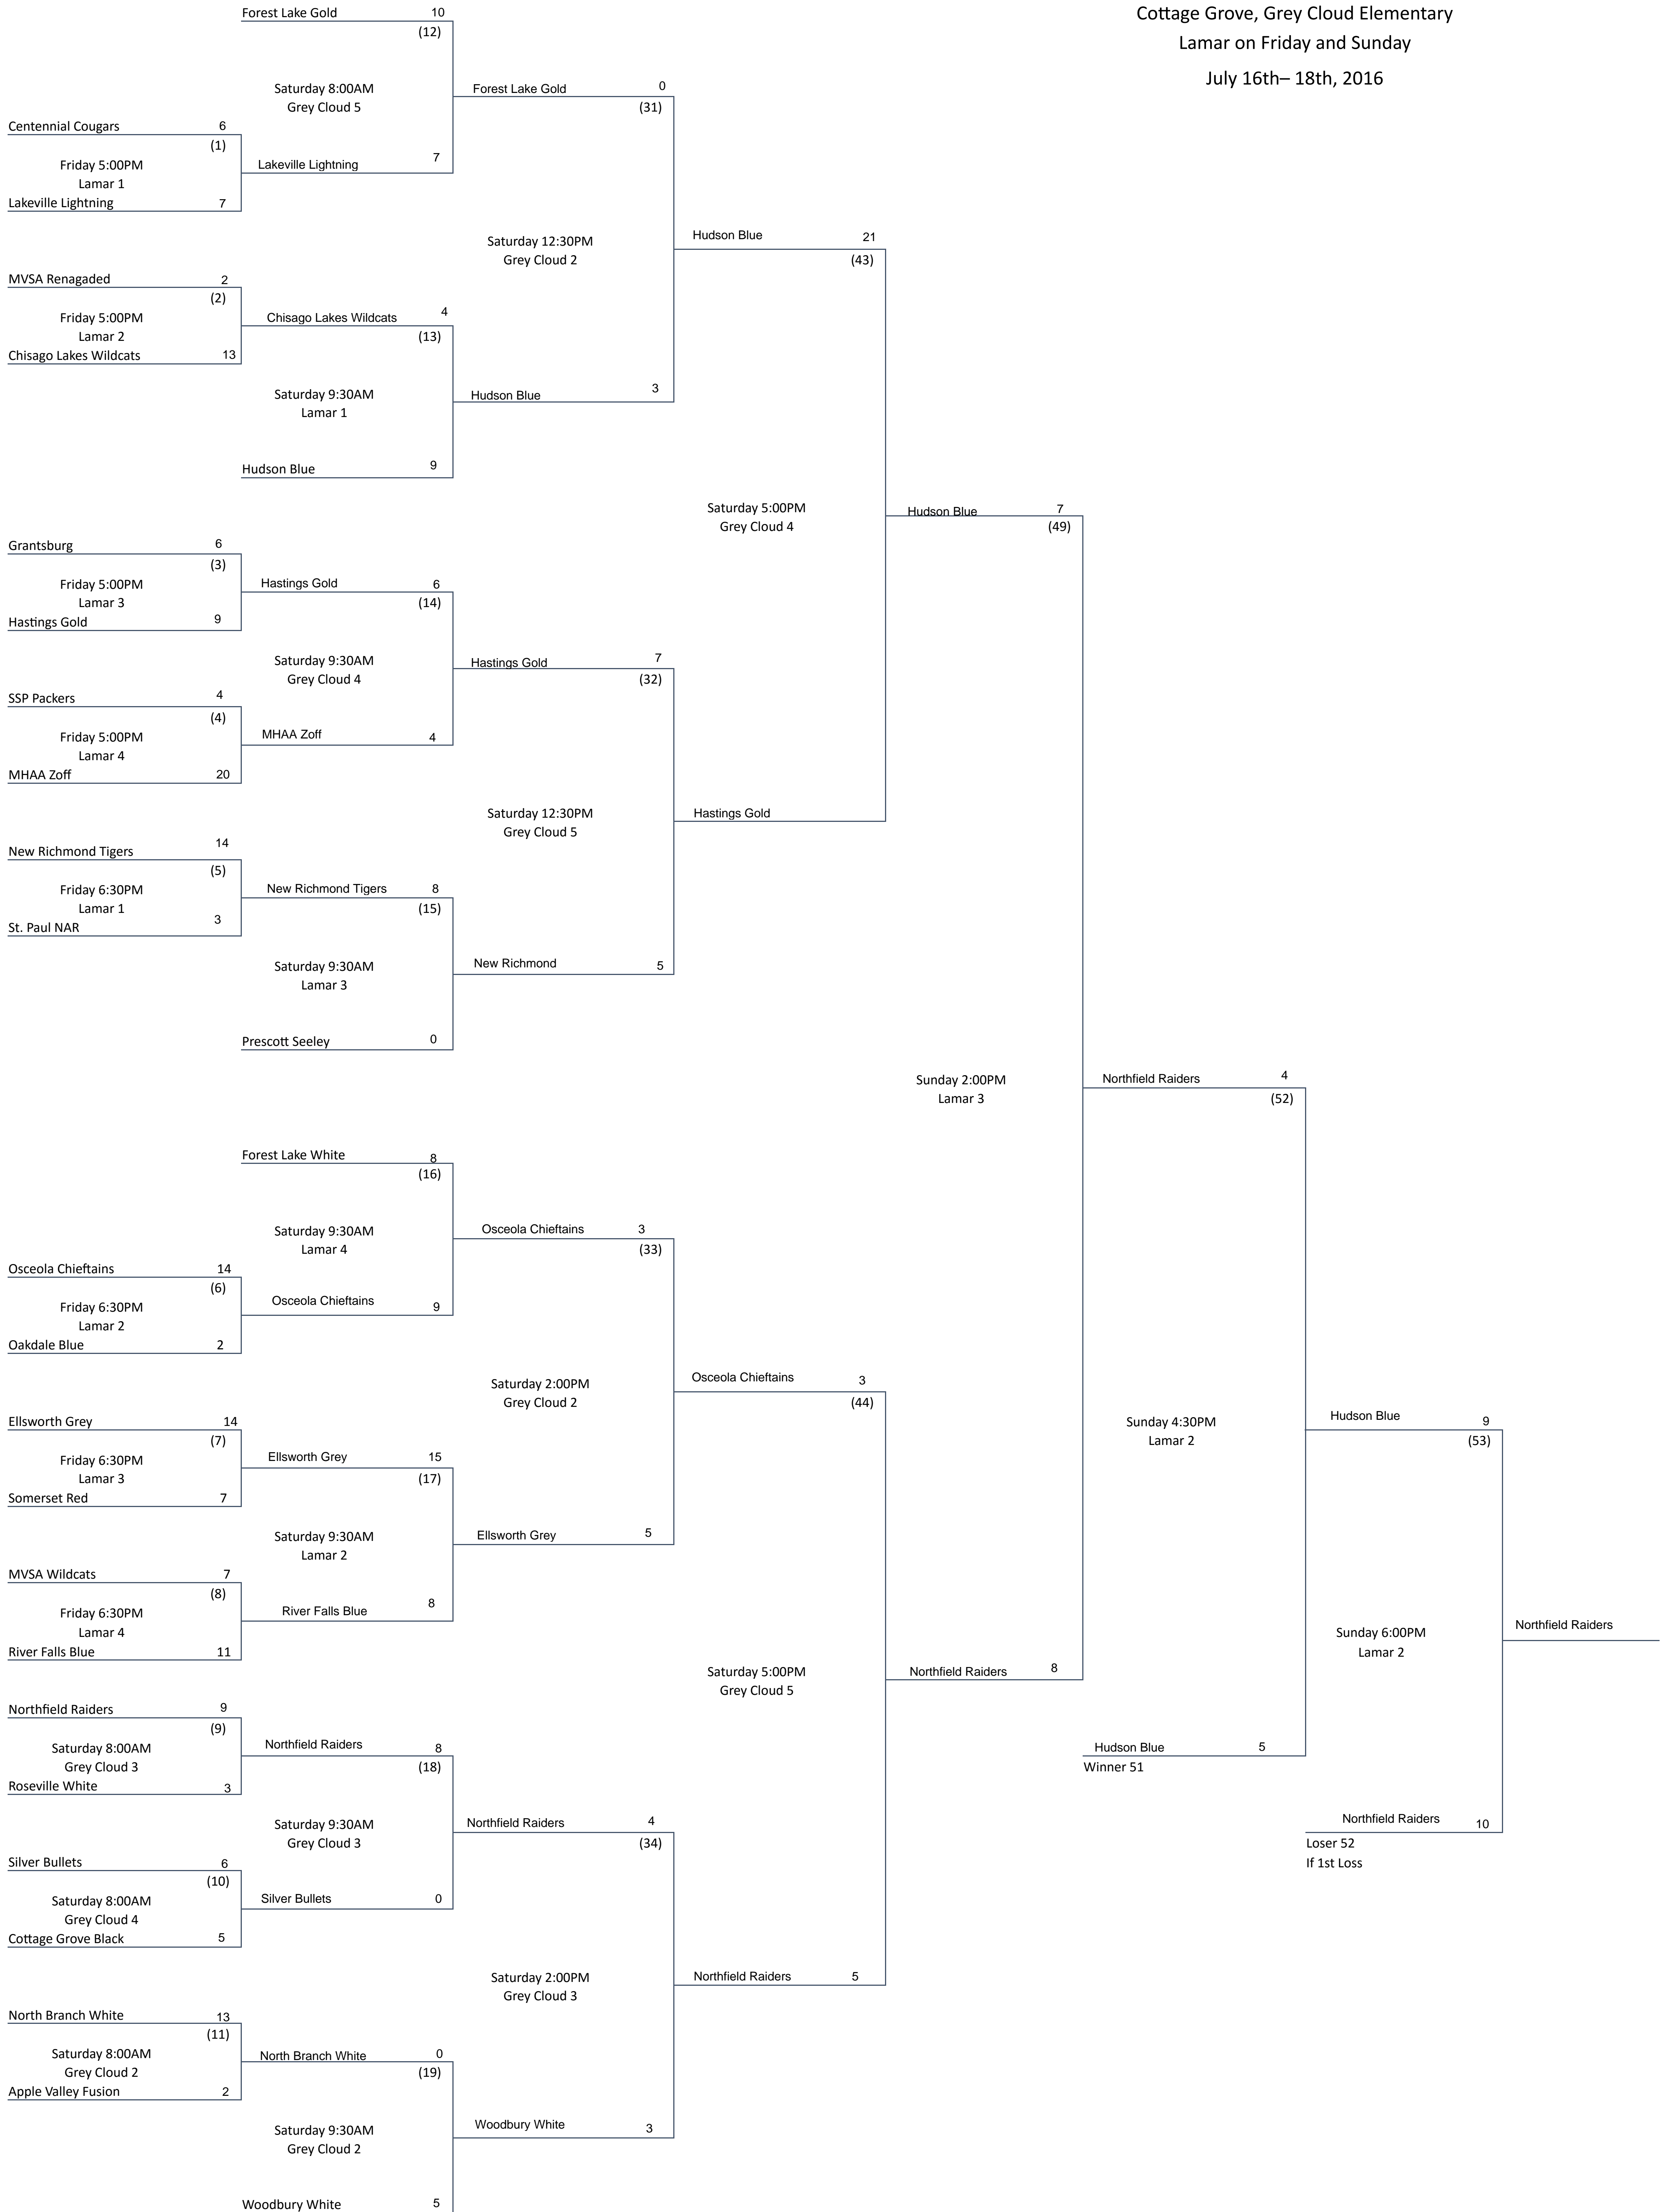 Cottage Grove, Grey Cloud Elementary
Lamar on Friday and Sunday
July 16th– 18th, 2016
Forest Lake Gold 10
(12)
Saturday 8:00AM
Grey Cloud 5
Forest Lake Gold 0
(31)
Centennial Cougars 6
(1)
Friday 5:00PM
Lamar 1
Lakeville Lightning 7
Lakeville Lightning 7
Saturday 12:30PM
Grey Cloud 2
Hudson Blue 21
(43)
MVSA Renagaded 2
(2)
Friday 5:00PM
Lamar 2
Chisago Lakes Wildcats 13
Chisago Lakes Wildcats 4
(13)
Saturday 9:30AM
Lamar 1
Hudson Blue 3
Hudson Blue 9
Saturday 5:00PM
Grey Cloud 4
Hudson Blue 7
(49)
Grantsburg 6
(3)
Friday 5:00PM
Lamar 3
Hastings Gold 9
Hastings Gold 6
(14)
Saturday 9:30AM
Grey Cloud 4
Hastings Gold 7
(32)
SSP Packers 4
(4)
Friday 5:00PM
Lamar 4
MHAA Zoff 20
MHAA Zoff 4
Saturday 12:30PM
Grey Cloud 5
Hastings Gold
New Richmond Tigers 14
(5)
Friday 6:30PM
Lamar 1
St. Paul NAR 3
New Richmond Tigers 8
(15)
Saturday 9:30AM
Lamar 3
New Richmond 5
Prescott Seeley 0
Sunday 2:00PM
Lamar 3
Northfield Raiders 4
(52)
Forest Lake White 8
(16)
Saturday 9:30AM
Lamar 4
Osceola Chieftains 3
(33)
Osceola Chieftains 14
(6)
Friday 6:30PM
Lamar 2
Oakdale Blue 2
Osceola Chieftains 9
Saturday 2:00PM
Grey Cloud 2
Osceola Chieftains 3
(44)
Ellsworth Grey 14
(7)
Friday 6:30PM
Lamar 3
Somerset Red 7
Ellsworth Grey 15
(17)
Saturday 9:30AM
Lamar 2
Ellsworth Grey 5
Sunday 4:30PM
Lamar 2
Hudson Blue 9
(53)
MVSA Wildcats 7
(8)
Friday 6:30PM
Lamar 4
River Falls Blue 11
River Falls Blue 8
Saturday 5:00PM
Grey Cloud 5
Northfield Raiders 8
Sunday 6:00PM
Lamar 2
Northfield Raiders
Northfield Raiders 9
(9)
Saturday 8:00AM
Grey Cloud 3
Roseville White 3
Northfield Raiders 8
(18)
Saturday 9:30AM
Grey Cloud 3
Northfield Raiders 4
(34)
Hudson Blue 5
Winner 51
Northfield Raiders 10
Loser 52
If 1st Loss
Silver Bullets 6
(10)
Saturday 8:00AM
Grey Cloud 4
Cottage Grove Black 5
Silver Bullets 0
Saturday 2:00PM
Grey Cloud 3
Northfield Raiders 5
North Branch White 13
(11)
Saturday 8:00AM
Grey Cloud 2
Apple Valley Fusion 2
North Branch White 0
(19)
Saturday 9:30AM
Grey Cloud 2
Woodbury White 3
Woodbury White 5